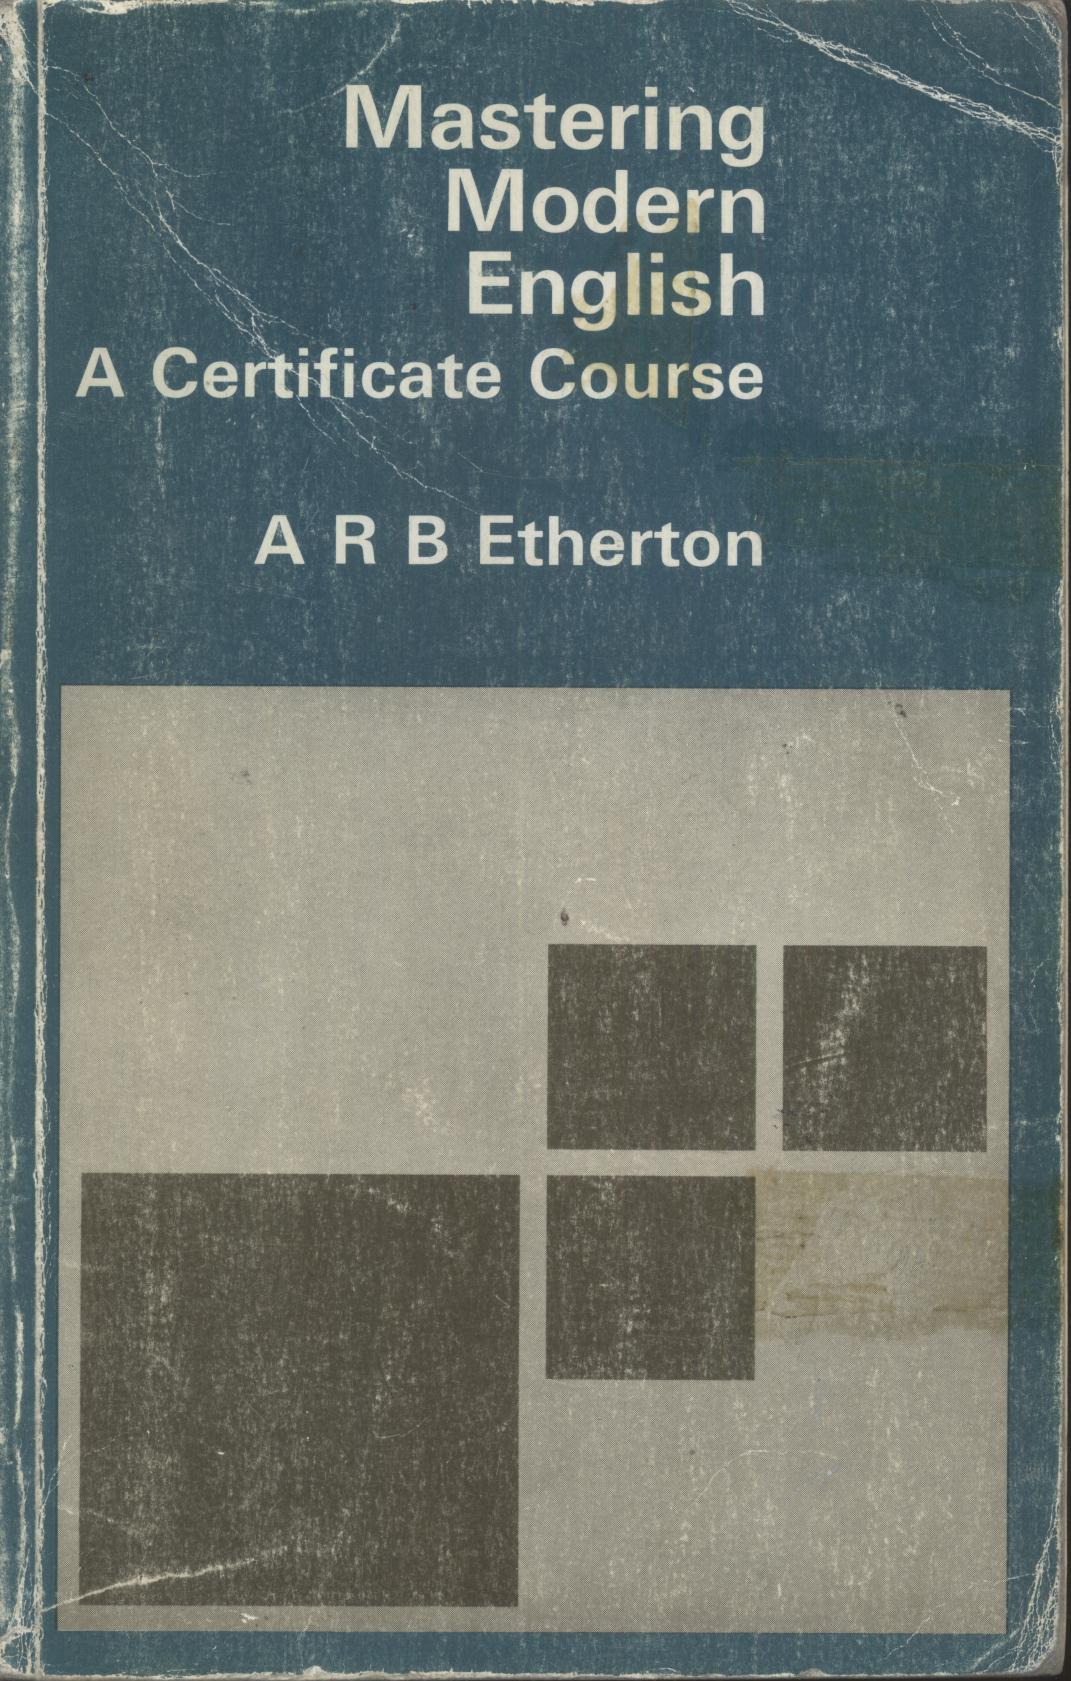 Mastering
Modern
English
A Certificate Course
A R B Etherton